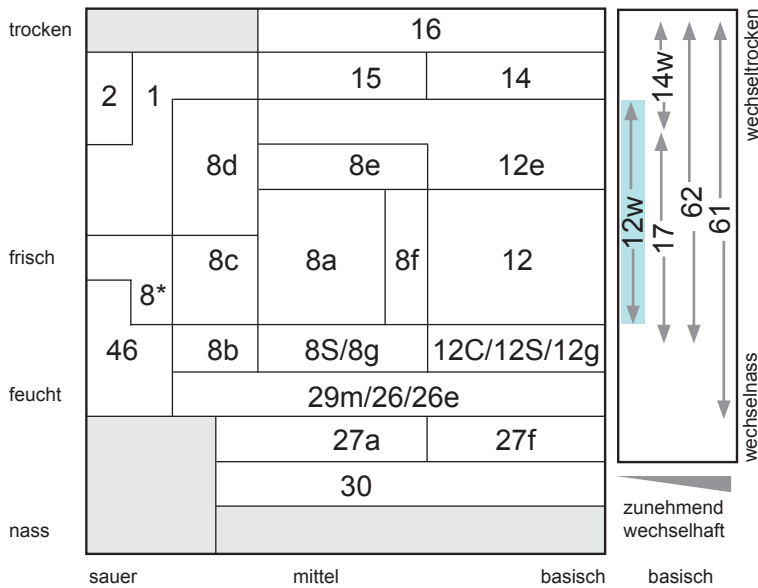 trocken
16
15
14
2
1
8d
8e
12e
frisch
8c
8a
8f
12
8*
46
8b
8S/8g
12C/12S/12g
feucht
29m/26/26e
27a
27f
30
nass
sauer
mittel
basisch
14w
12w
17
62
61
wechseltrocken
wechselnass
zunehmend
wechselhaft
basisch